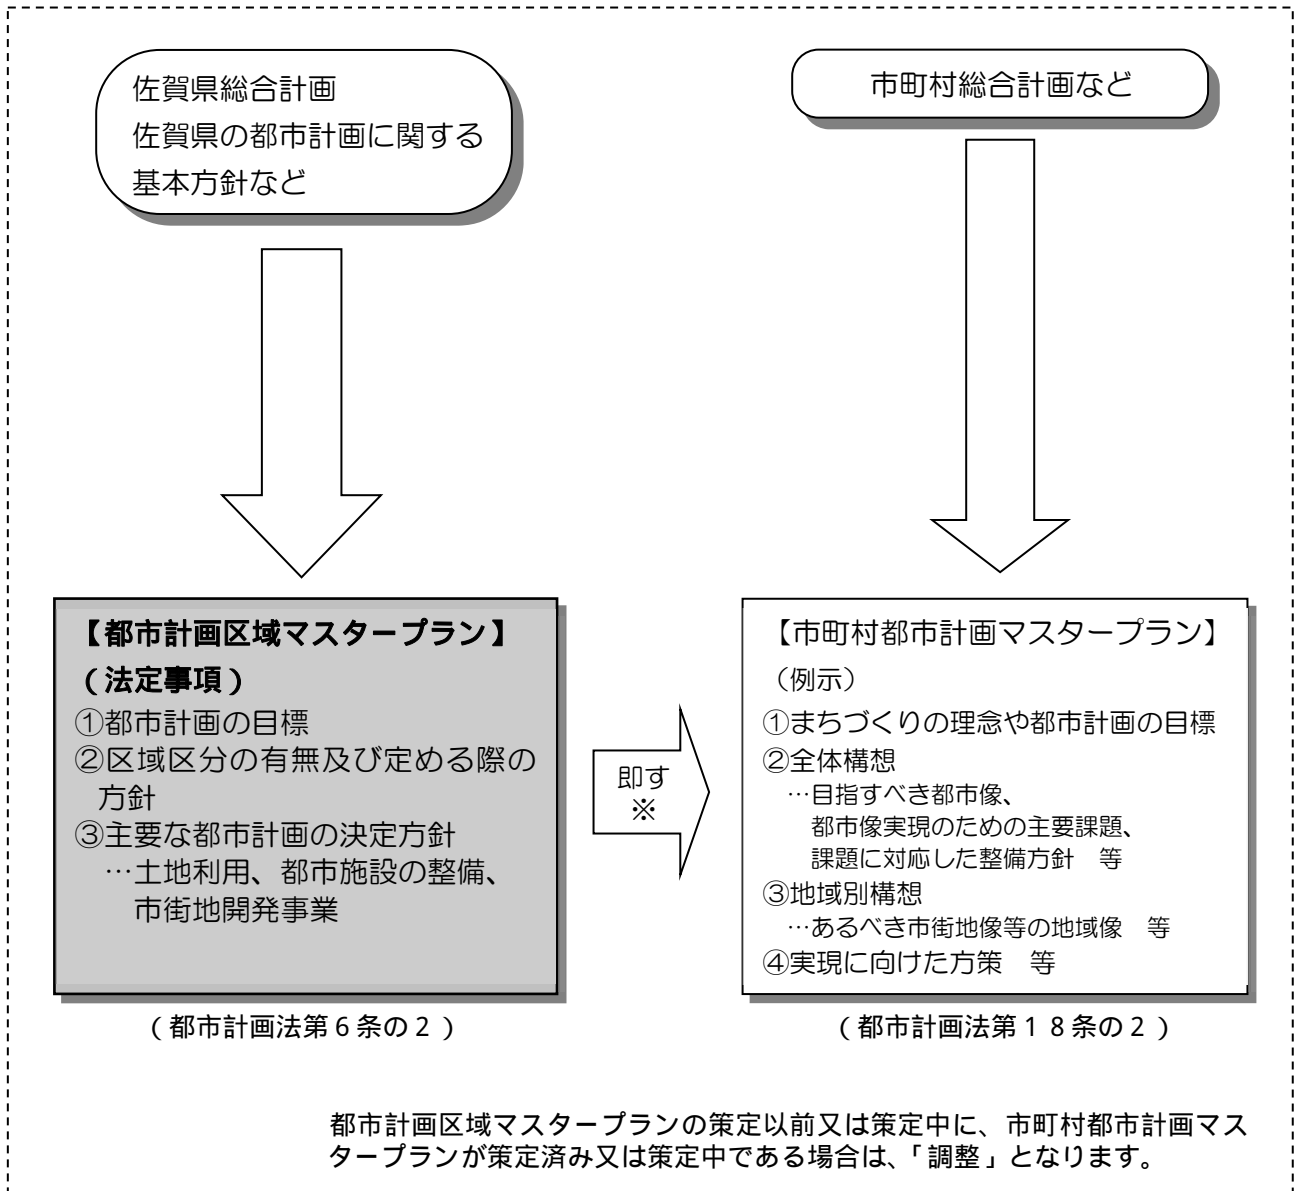 佐賀県総合計画
佐賀県の都市計画に関する
基本方針など
市町村総合計画など
【都市計画区域マスタープラン】
(法定事項)
①都市計画の目標
②区域区分の有無及び定める際の
方針
③主要な都市計画の決定方針
…土地利用、都市施設の整備、
市街地開発事業
(都市計画法第6条の2)
即す
※
【市町村都市計画マスタープラン】
(例示)
①まちづくりの理念や都市計画の目標
②全体構想
…目指すべき都市像、
都市像実現のための主要課題、
課題に対応した整備方針 等
③地域別構想
…あるべき市街地像等の地域像 等
④実現に向けた方策 等
(都市計画法第18条の2)
都市計画区域マスタープランの策定以前又は策定中に、市町村都市計画マス
タープランが策定済み又は策定中である場合は、「調整」となります。